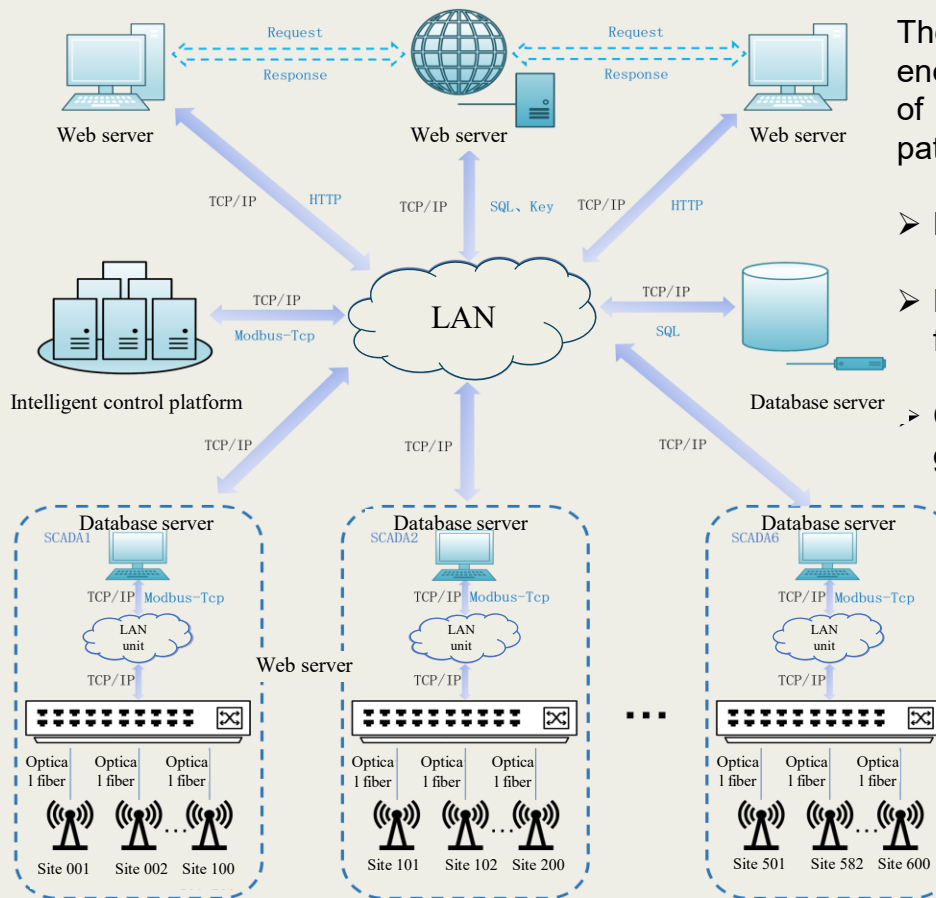 Request
Request
Response
Response
Web server
Web server
Web server
TCP/IP
HTTP
TCP/IP
SQL、Key
TCP/IP
HTTP
LAN
TCP/IP
Modbus-Tcp
TCP/IP
SQL
Intelligent control platform
Database server
TCP/IP
TCP/IP
TCP/IP
Database server
SCADA1
TCP/IP
Modbus-Tcp
LAN
unit
TCP/IP
Optica
l fiber
Optica
l fiber
Optica
l fiber
...
Site 001
Site 002
Site 100
Web server
Database server
SCADA2
TCP/IP
Modbus-Tcp
LAN
unit
TCP/IP
Optica
l fiber
Optica
l fiber
Optica
l fiber
...
Site 101
Site 102
Site 200
...
Database server
SCADA6
TCP/IP
Modbus-Tcp
LAN
unit
TCP/IP
Optica
l fiber
Optica
l fiber
Optica
l fiber
...
Site 501
Site 582
Site 600
of